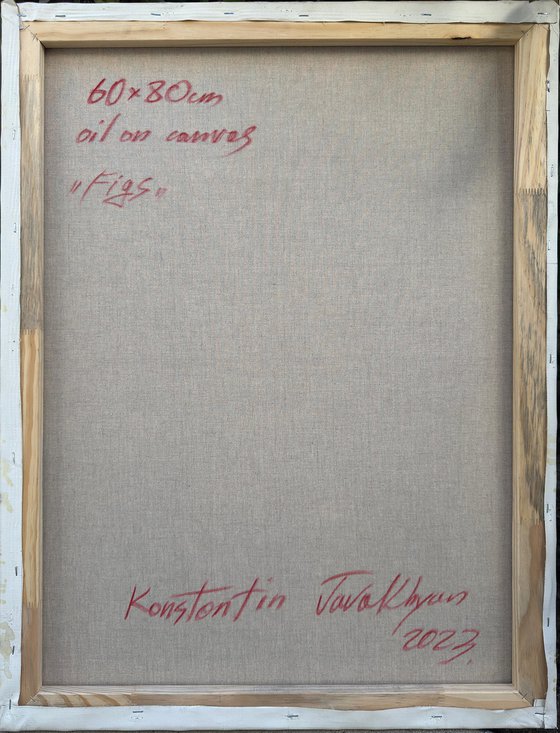 60×80cm
oil on canvas
"Figs"
Konstantin Javakhyan
2023.